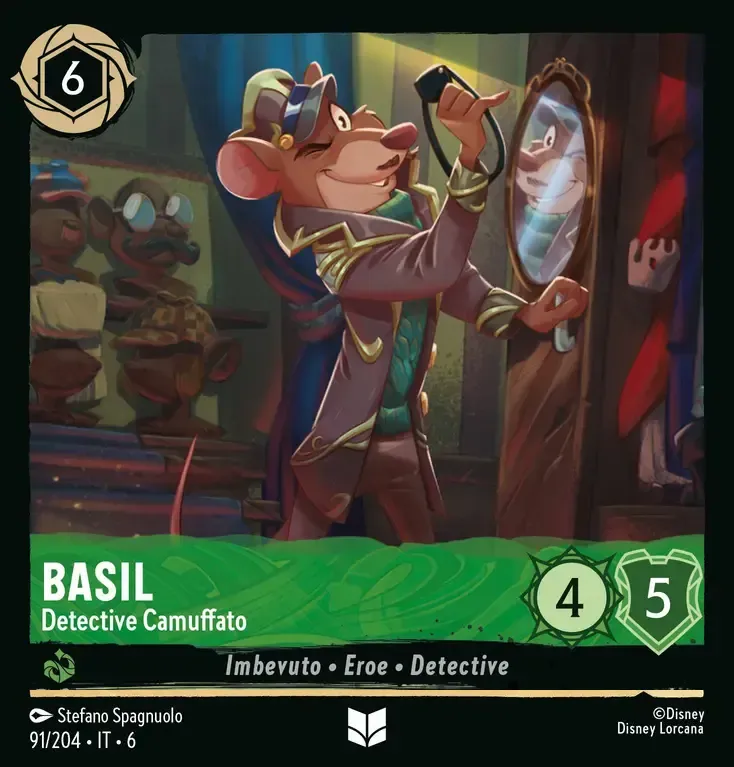 6
BASIL
Detective Camuffato
4
5
Imbevuto • Eroe • Detective
Stefano Spagnuolo
91/204 • IT • 6
©Disney
Disney Lorcana